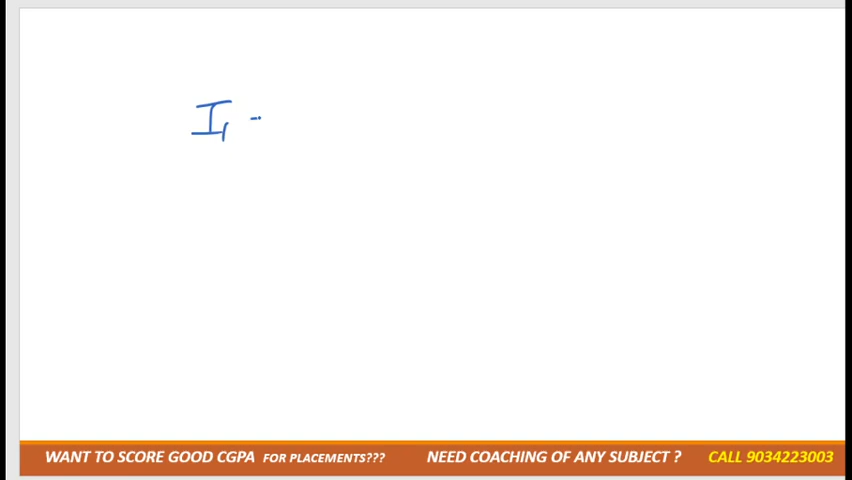 I₁ -
WANT TO SCORE GOOD CGPA FOR PLACEMENTS??? NEED COACHING OF ANY SUBJECT ? CALL 9034223003